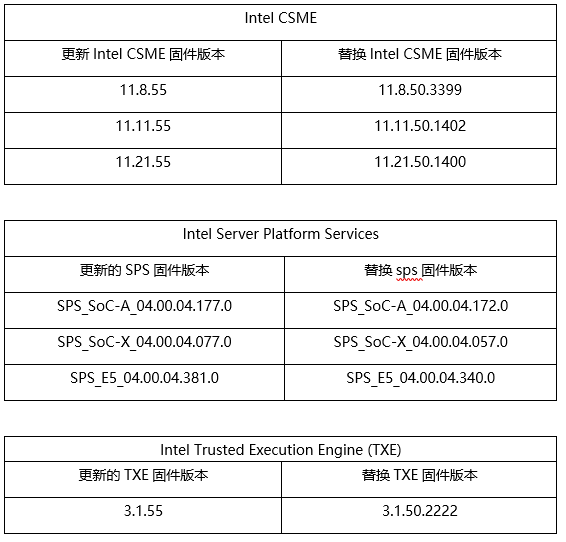 Intel CSME
更新 Intel CSME 固件版本 替换 Intel CSME 固件版本
11.8.55 11.8.50.3399
11.11.55 11.11.50.1402
11.21.55 11.21.50.1400
Intel Server Platform Services
更新的 SPS 固件版本 替换 sps 固件版本
SPS_SoC-A_04.00.04.177.0 SPS_SoC-A_04.00.04.172.0
SPS_SoC-X_04.00.04.077.0 SPS_SoC-X_04.00.04.057.0
SPS_E5_04.00.04.381.0 SPS_E5_04.00.04.340.0
Intel Trusted Execution Engine (TXE)
更新的 TXE 固件版本 替换 TXE 固件版本
3.1.55 3.1.50.2222